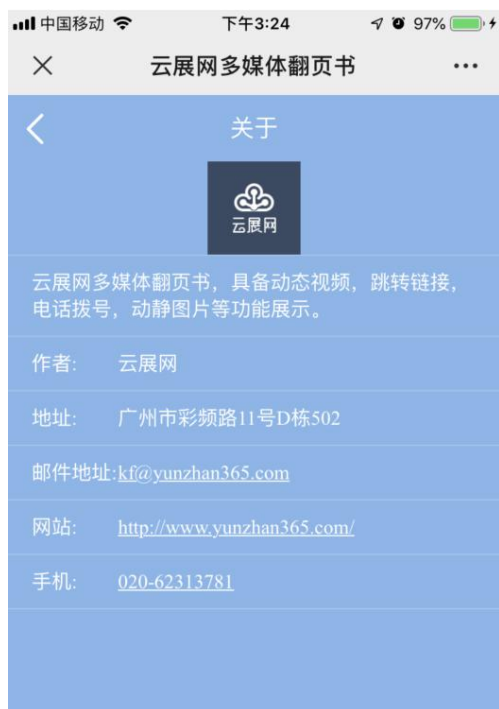 中国移动 下午3:24 97%
云展网多媒体翻页书
关于
云展网
云展网多媒体翻页书，具备动态视频，跳转链接，
电话拨号，动静图片等功能展示。
作者: 云展网
地址: 广州市彩频路11号D栋502
邮件地址:kf@yunzhan365.com
网站: http://www.yunzhan365.com/
手机: 020-62313781